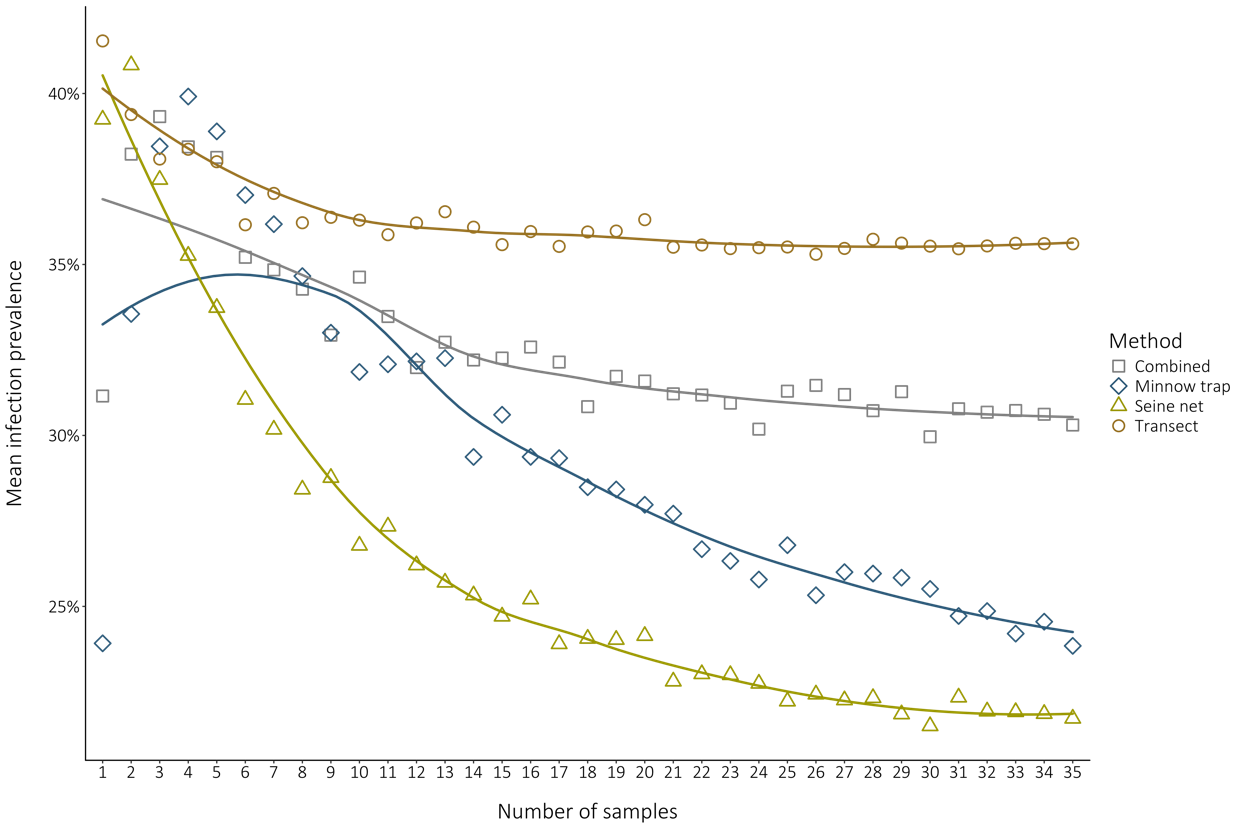 Mean infection prevalence
40%
35%
30%
25%
1 2 3 4 5 6 7 8 9 10 11 12 13 14 15 16 17 18 19 20 21 22 23 24 25 26 27 28 29 30 31 32 33 34 35
Number of samples
Method
Combined
Minnow trap
Seine net
Transect